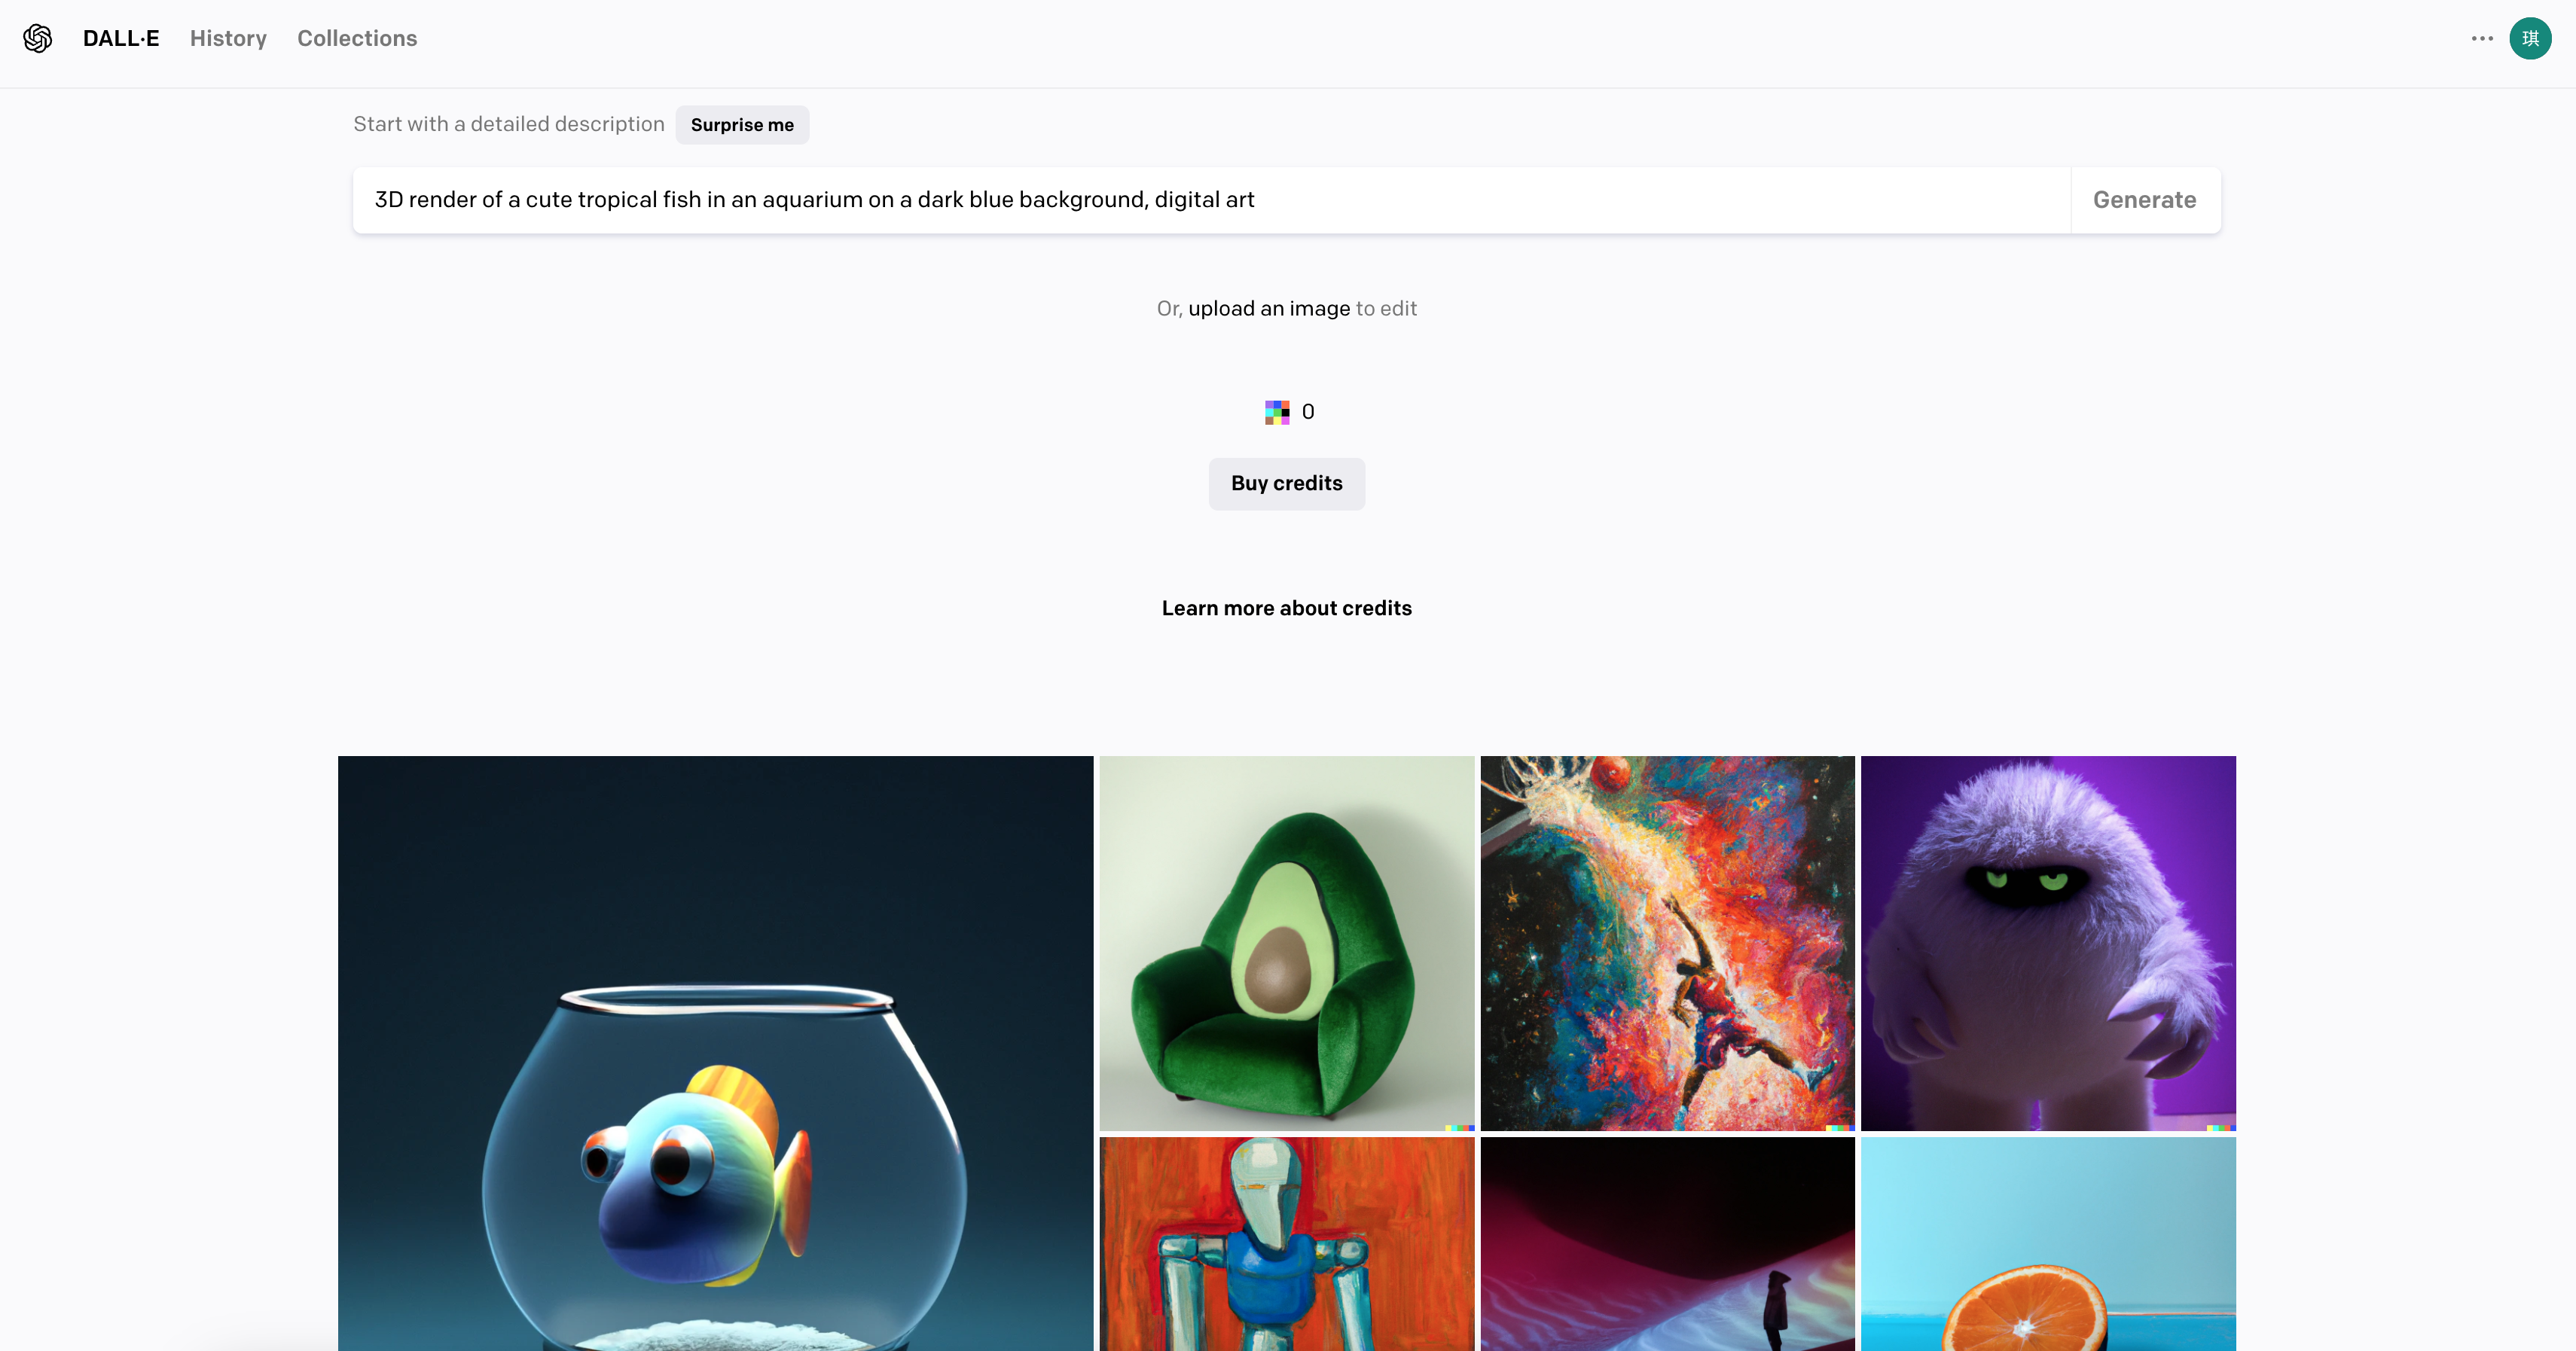 DALL·E History Collections ··· 琪
Start with a detailed description Surprise me
3D render of a cute tropical fish in an aquarium on a dark blue background, digital art Generate
Or, upload an image to edit
0
Buy credits
Learn more about credits